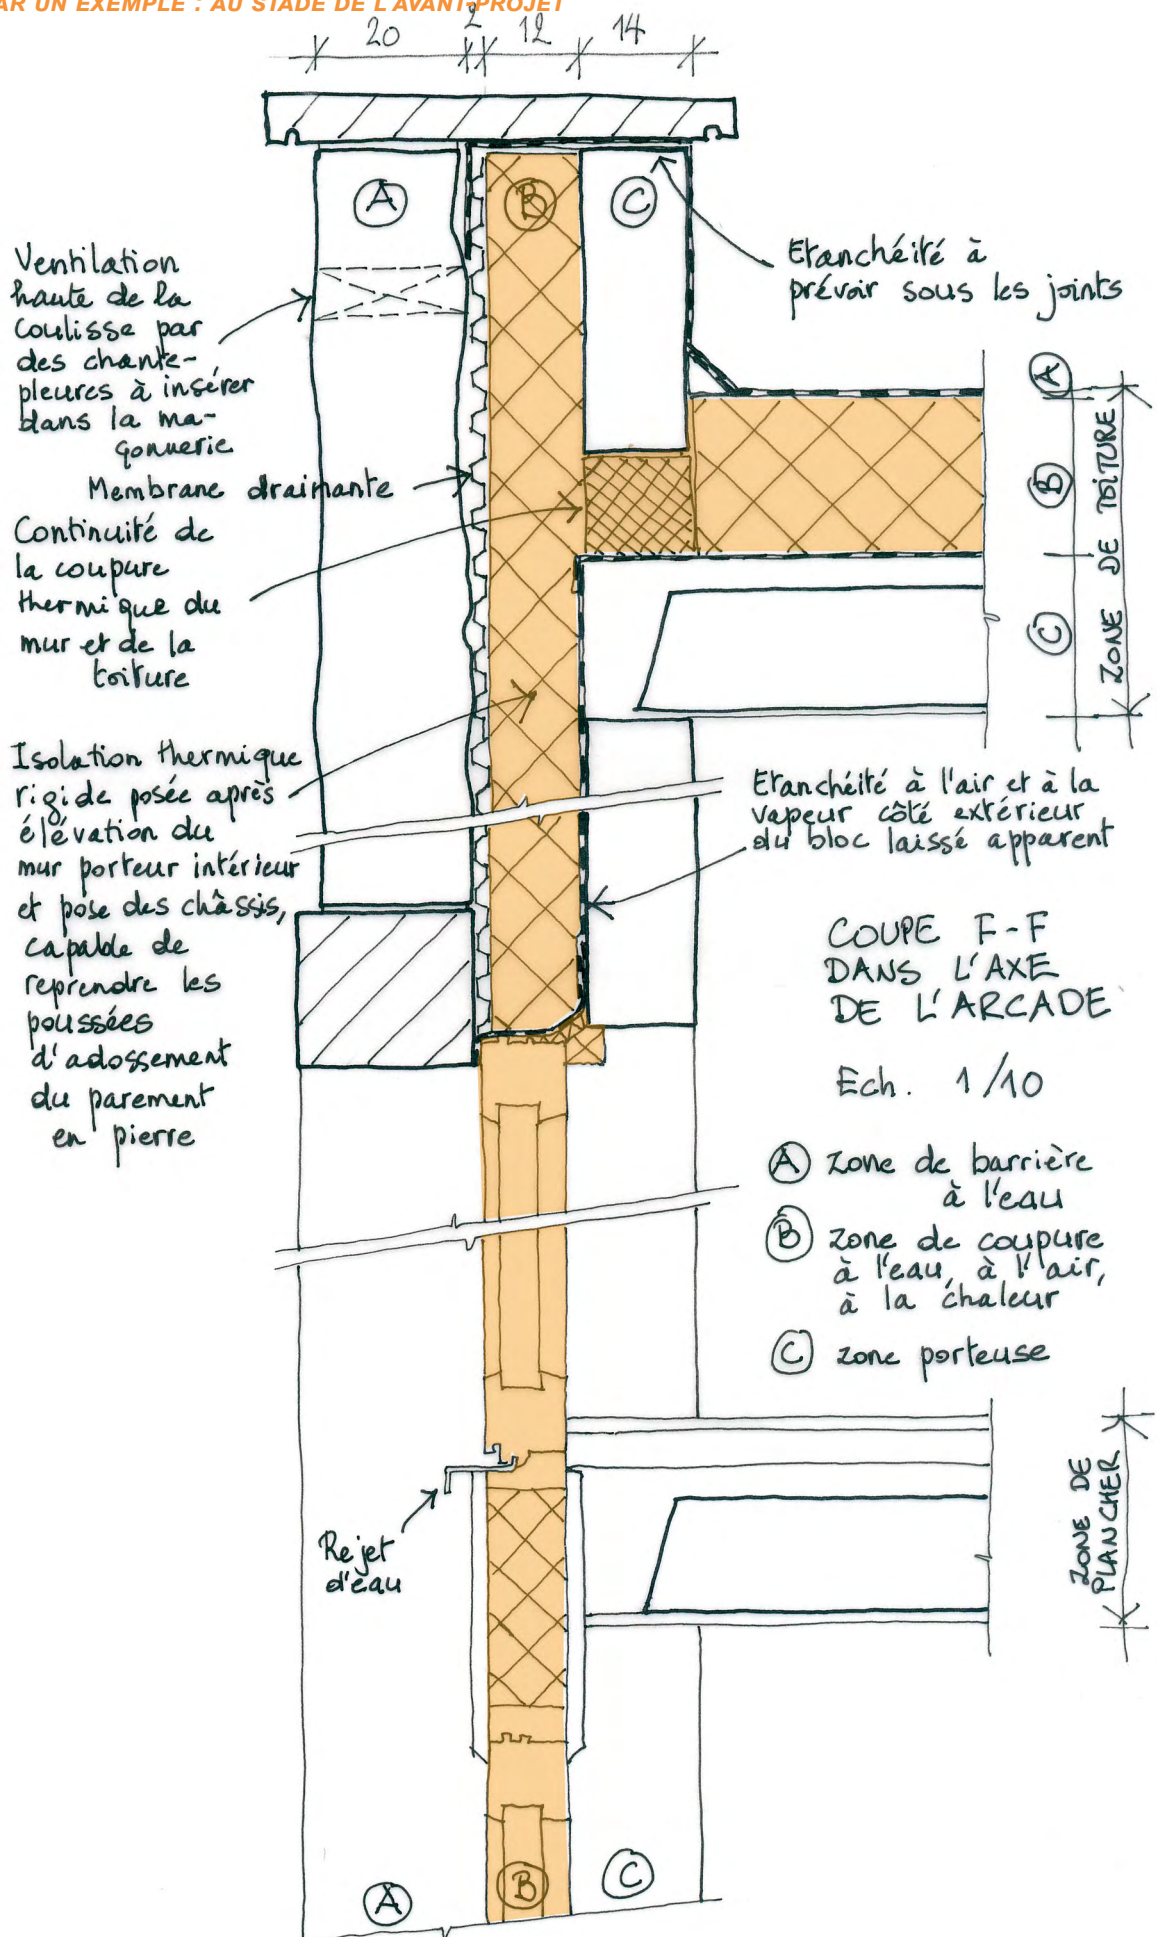 AR UN EXEMPLE : AU STADE DE L'AVANT-PROJET
20 2 12 14
A B C
Ventilation
haute de la
coulisse par
des chante-
pleures à insérer
dans la ma-
çonnerie
Etanchéité à
prévoir sous les joints
Membrane drainante
Continuité de
la coupure
thermique du
mur et de la
toiture
A
B
C
ZONE DE TOITURE
Isolation thermique
rigide posée après
élévation du
mur porteur intérieur
et pose des châssis,
capable de
reprendre les
poussées
d'adossement
du parement
en pierre
Etanchéité à l'air et à la
vapeur côté extérieur
du bloc laissé apparent
COUPE F-F
DANS L'AXE
DE L'ARCADE
Ech. 1/10
A zone de barrière
à l'eau
B zone de coupure
à l'eau, à l'air,
à la chaleur
C zone porteuse
Rejet
d'eau
ZONE DE
PLANCHER
A B C